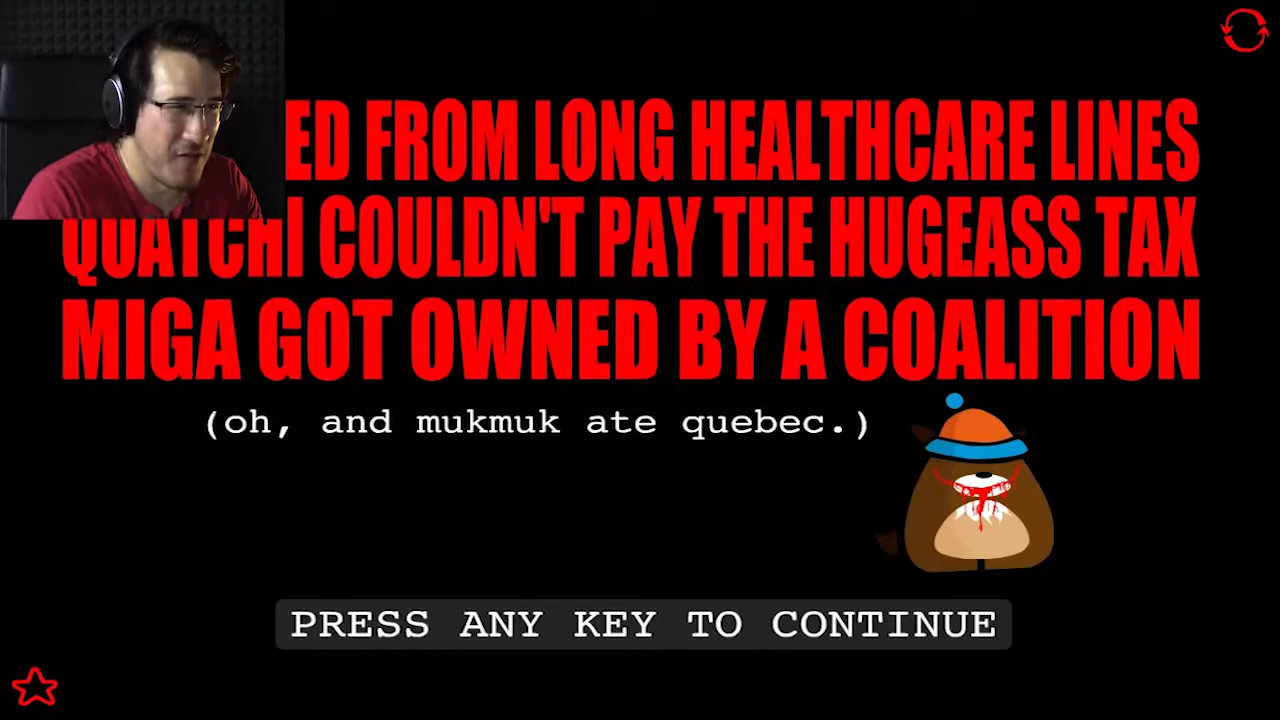 FROM LONG HEALTHCARE LINES
QUATCHI COULDN'T PAY THE HUGEASS TAX
MIGA GOT OWNED BY A COALITION
(oh, and mukmuk ate quebec.)
PRESS ANY KEY TO CONTINUE